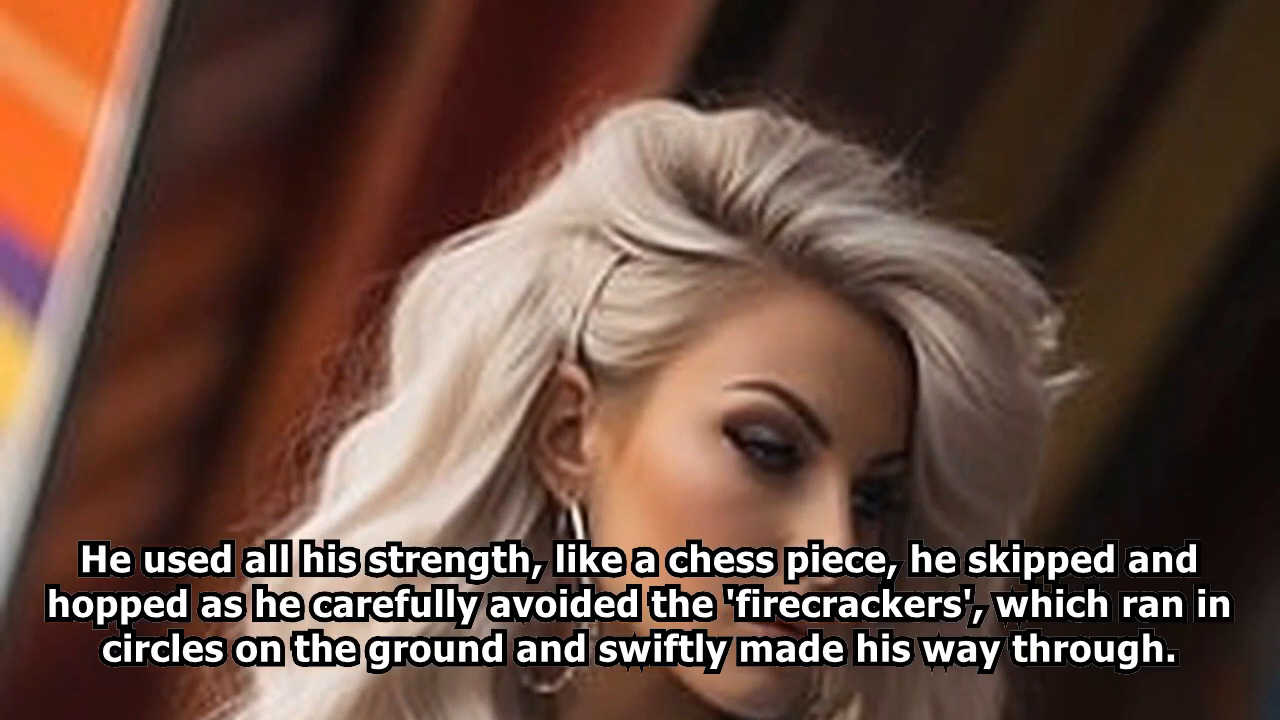 He used all his strength, like a chess piece, he skipped and
hopped as he carefully avoided the 'firecrackers', which ran in
circles on the ground and swiftly made his way through.